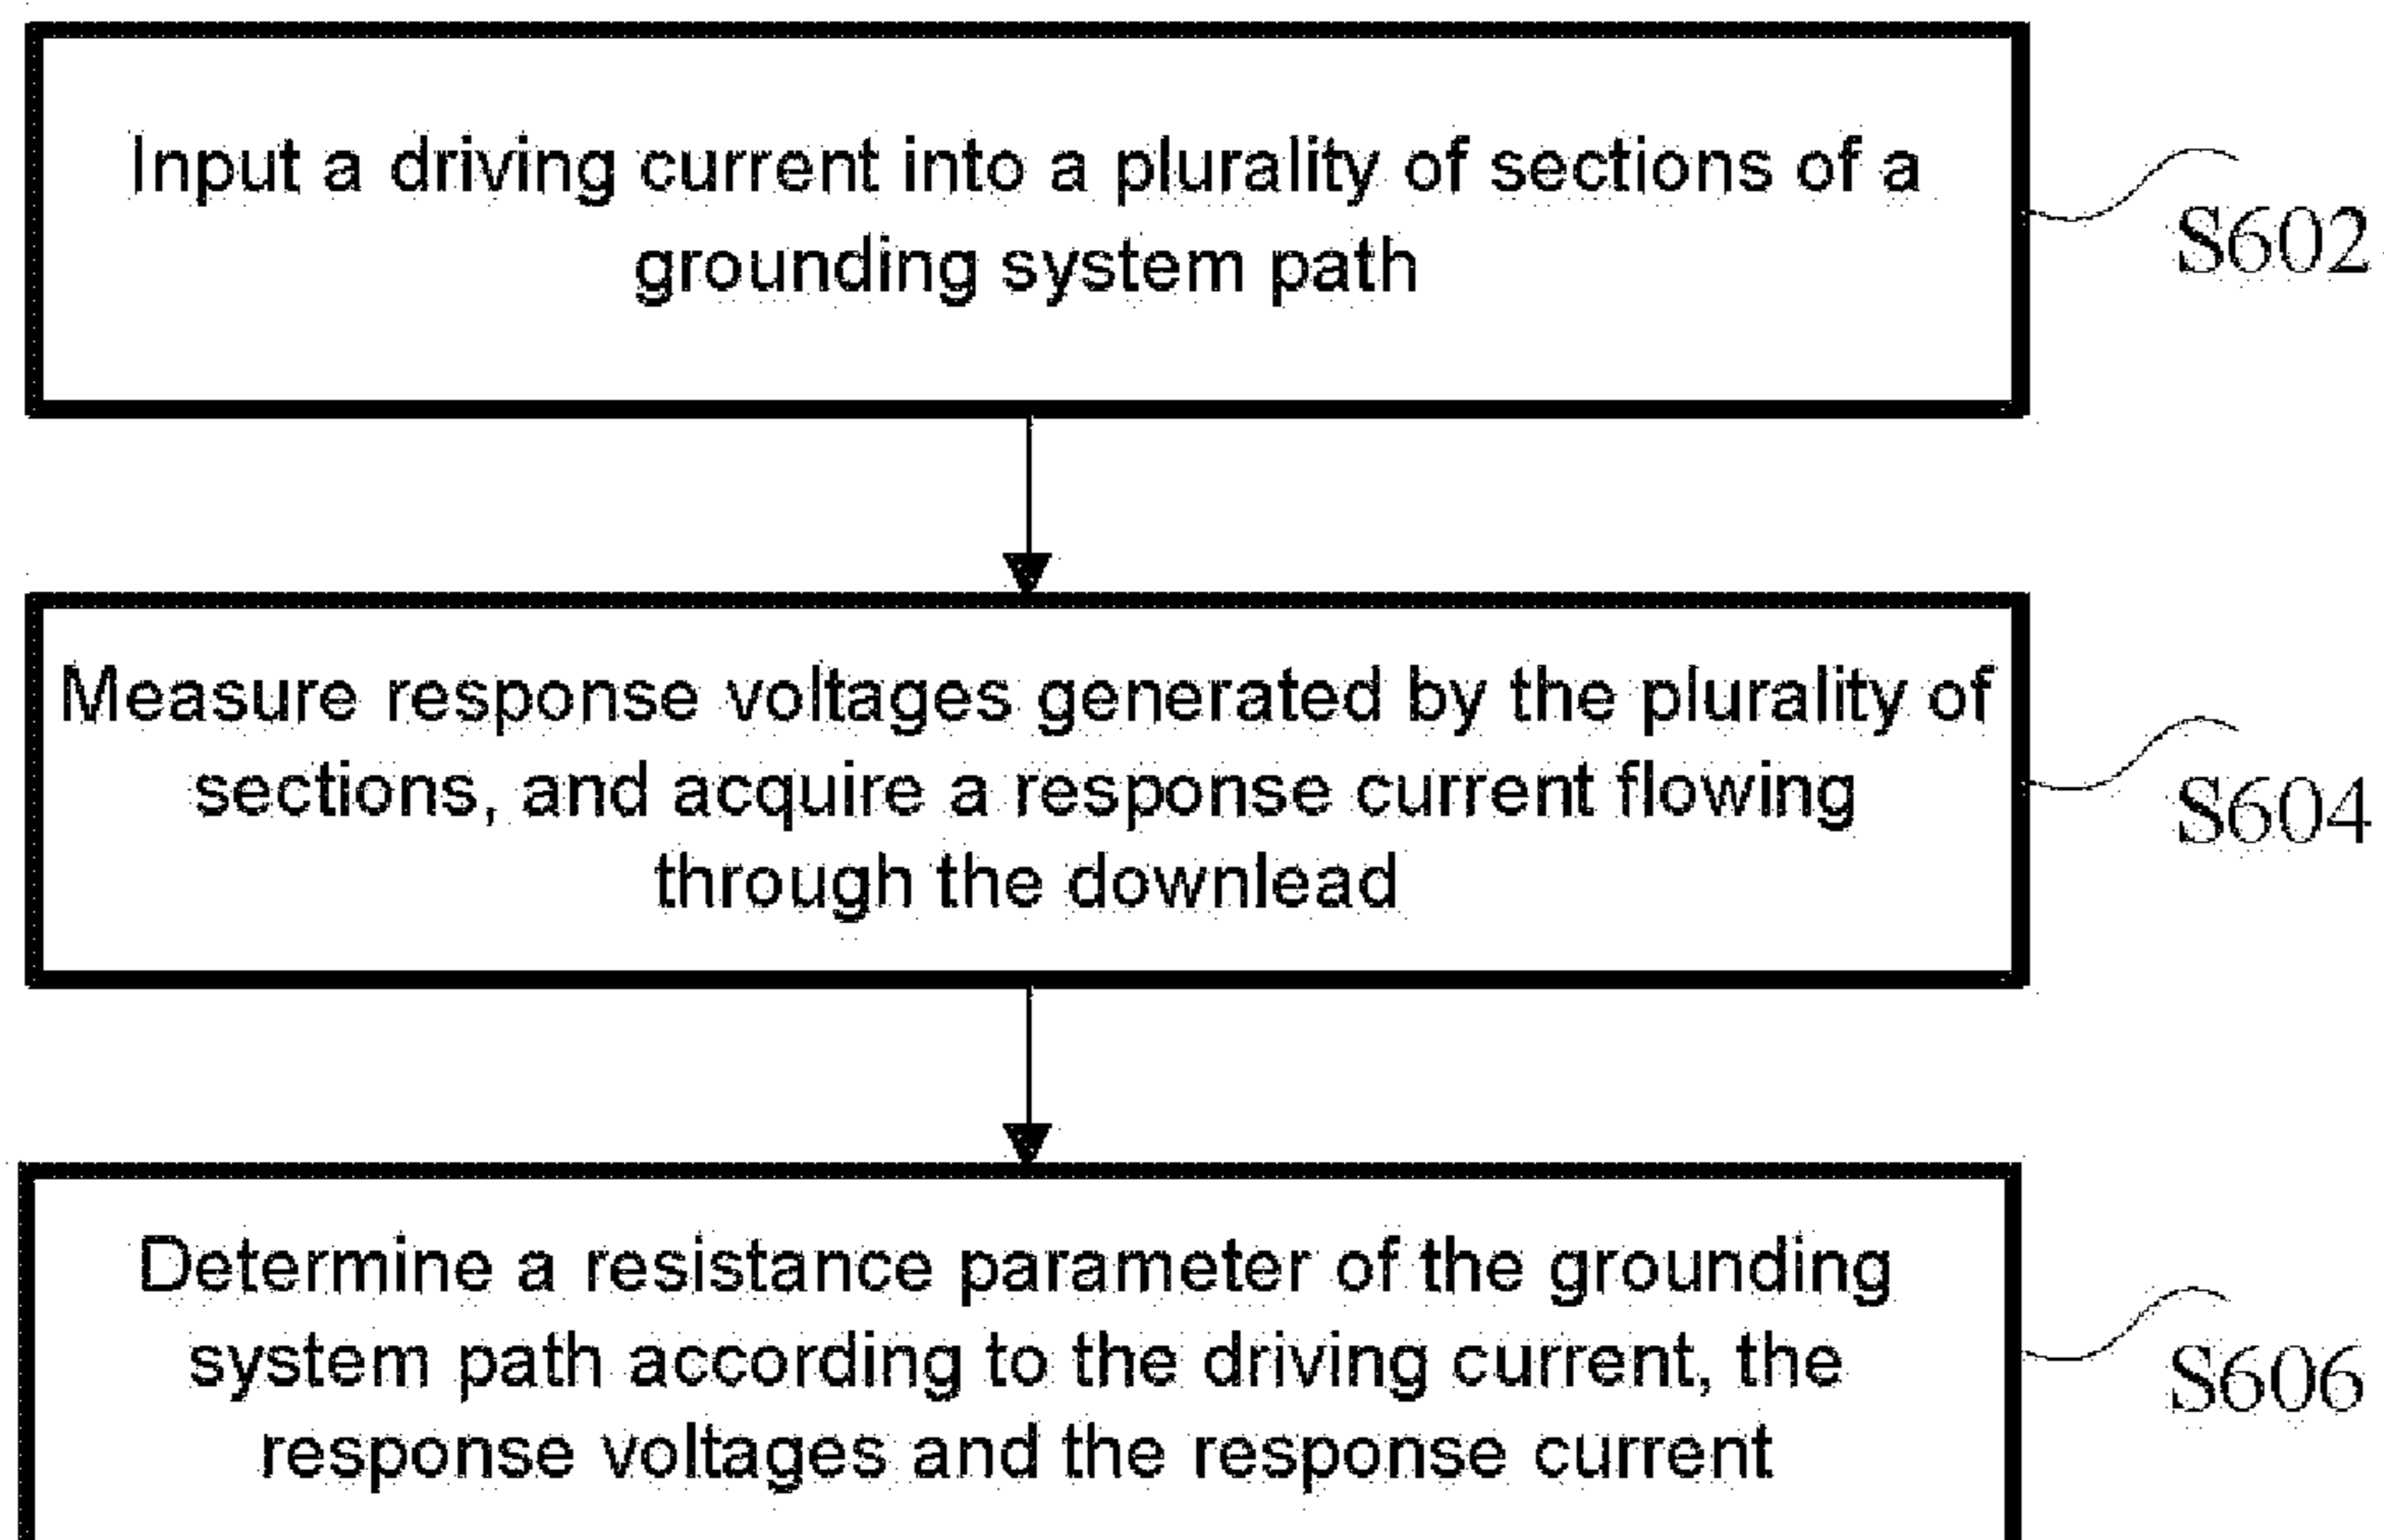 Input a driving current into a plurality of sections of a
grounding system path
S602
Measure response voltages generated by the plurality of
sections, and acquire a response current flowing
through the downlead
S604
Determine a resistance parameter of the grounding
system path according to the driving current, the
response voltages and the response current
S606